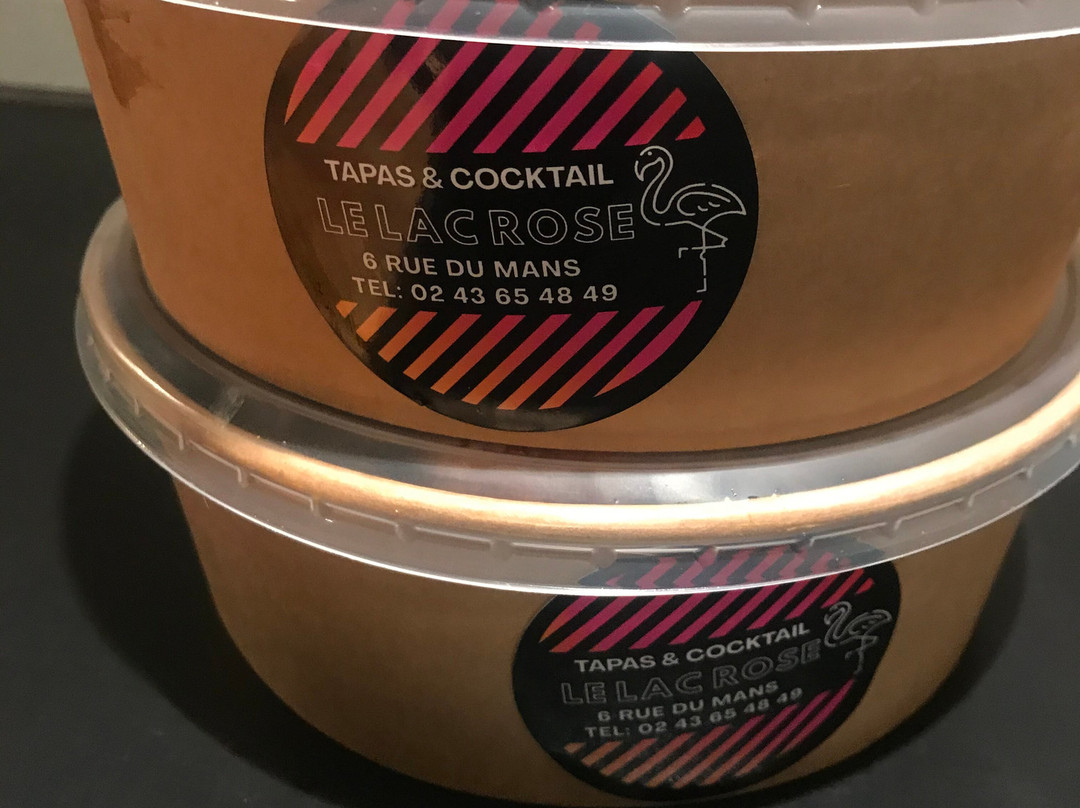 TAPAS & COCKTAIL
LE LAC ROSE
6 RUE DU MANS
TEL: 02 43 65 48 49
TAPAS & COCKTAIL
LE LAC ROSE
6 RUE DU MANS
TEL: 02 43 65 48 49